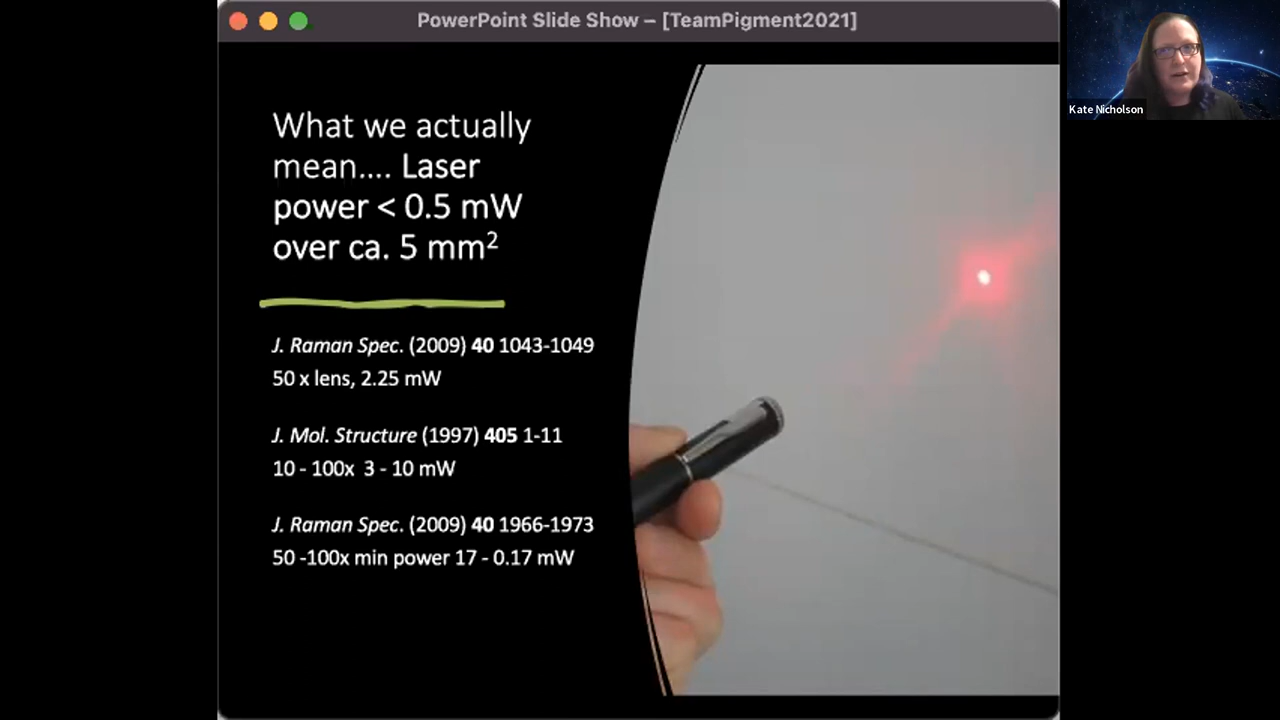 PowerPoint Slide Show – [TeamPigment2021]
Kate Nicholson
What we actually
mean.... Laser
power < 0.5 mW
over ca. 5 mm²
J. Raman Spec. (2009) 40 1043-1049
50 x lens, 2.25 mW
J. Mol. Structure (1997) 405 1-11
10 - 100x  3 - 10 mW
J. Raman Spec. (2009) 40 1966-1973
50 -100x min power 17 - 0.17 mW